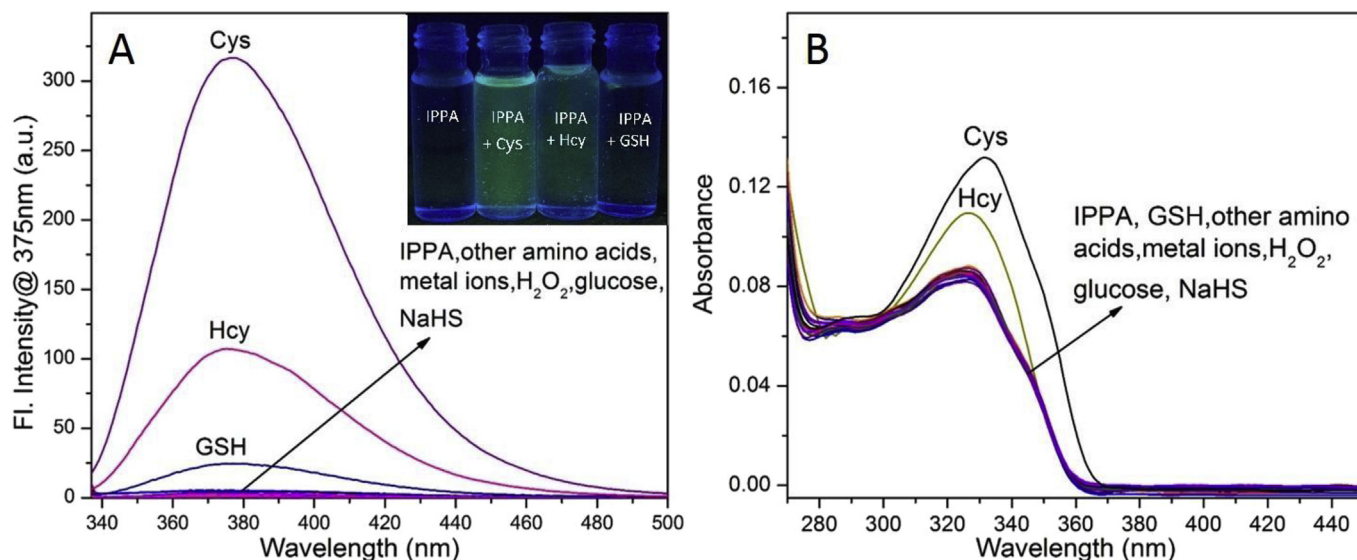 A
Cys
Hcy
GSH
IPPA
IPPA
+ Cys
IPPA
+ Hcy
IPPA
+ GSH
IPPA,other amino acids,
metal ions,H₂O₂,glucose,
NaHS
Fl. Intensity@ 375nm (a.u.)
300
250
200
150
100
50
0
340 360 380 400 420 440 460 480 500
Wavelength (nm)
B
Cys
Hcy
IPPA, GSH,other amino
acids,metal ions,H₂O₂,
glucose, NaHS
Absorbance
0.16
0.12
0.08
0.04
0.00
280 300 320 340 360 380 400 420 440
Wavelength (nm)